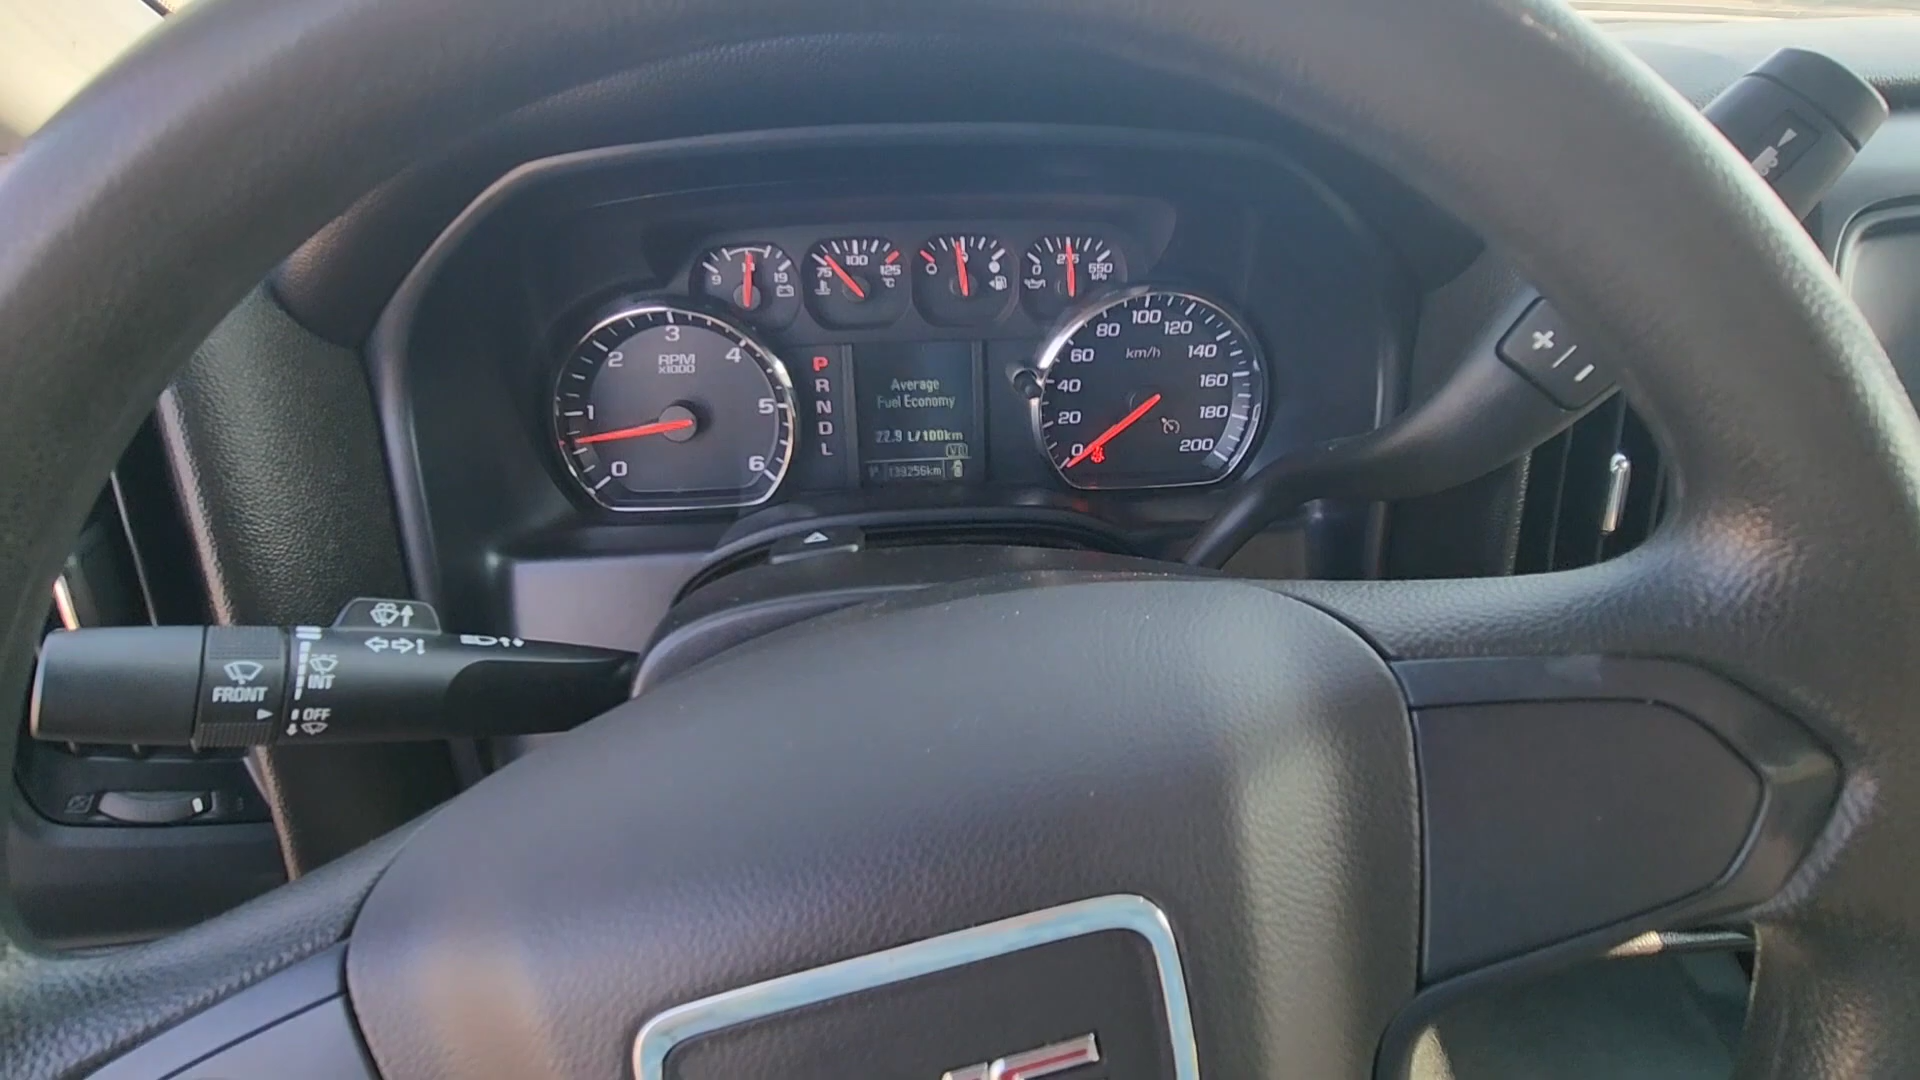 9 19
75 100 125
°C
0 275 550
kPa
0 1 2 3 4 5 6
RPM
x1000
P
R
N
D
L
Average
Fuel Economy
22.9 L/100km
V8
139256km
0 20 40 60 80 100 120 140 160 180 200
km/h
+/-
INT
FRONT
OFF